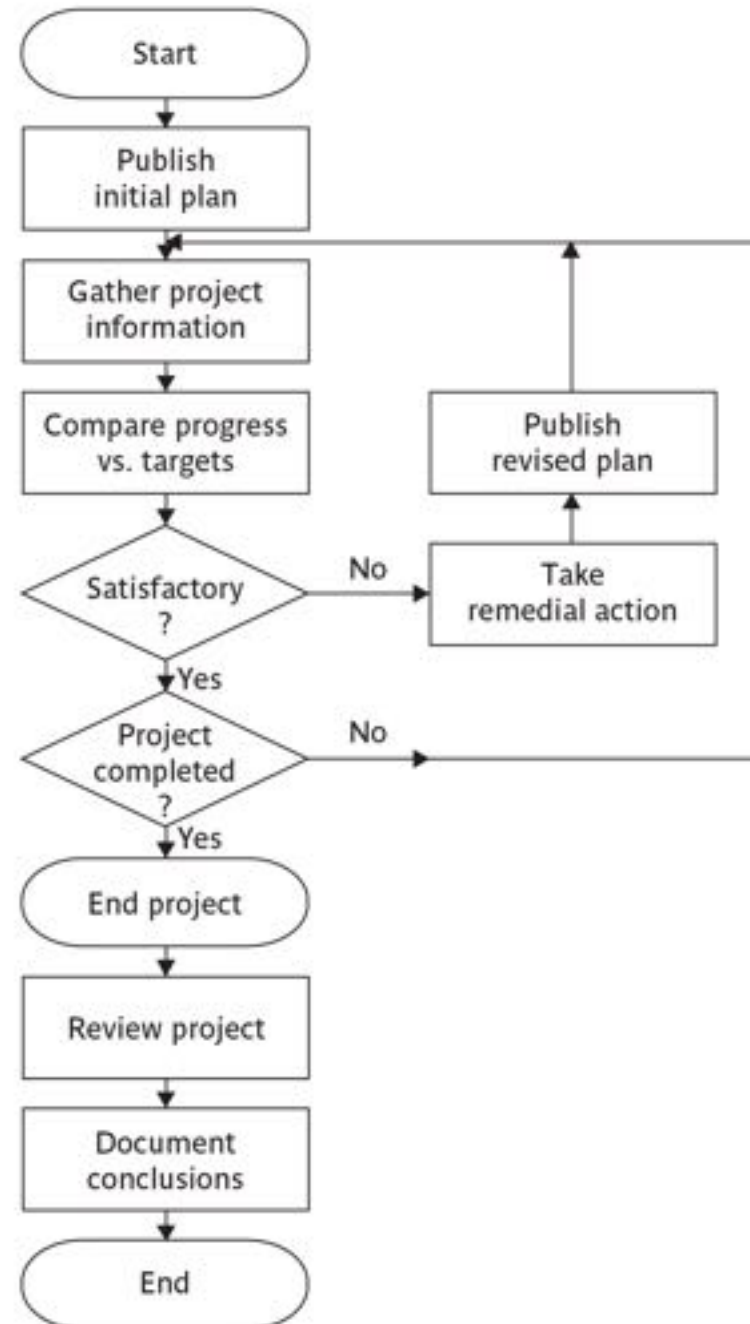 Start
Publish
initial plan
Gather project
information
Compare progress
vs. targets
Publish
revised plan
Satisfactory
?
No
Take
remedial action
Yes
Project
completed
?
No
Yes
End project
Review project
Document
conclusions
End